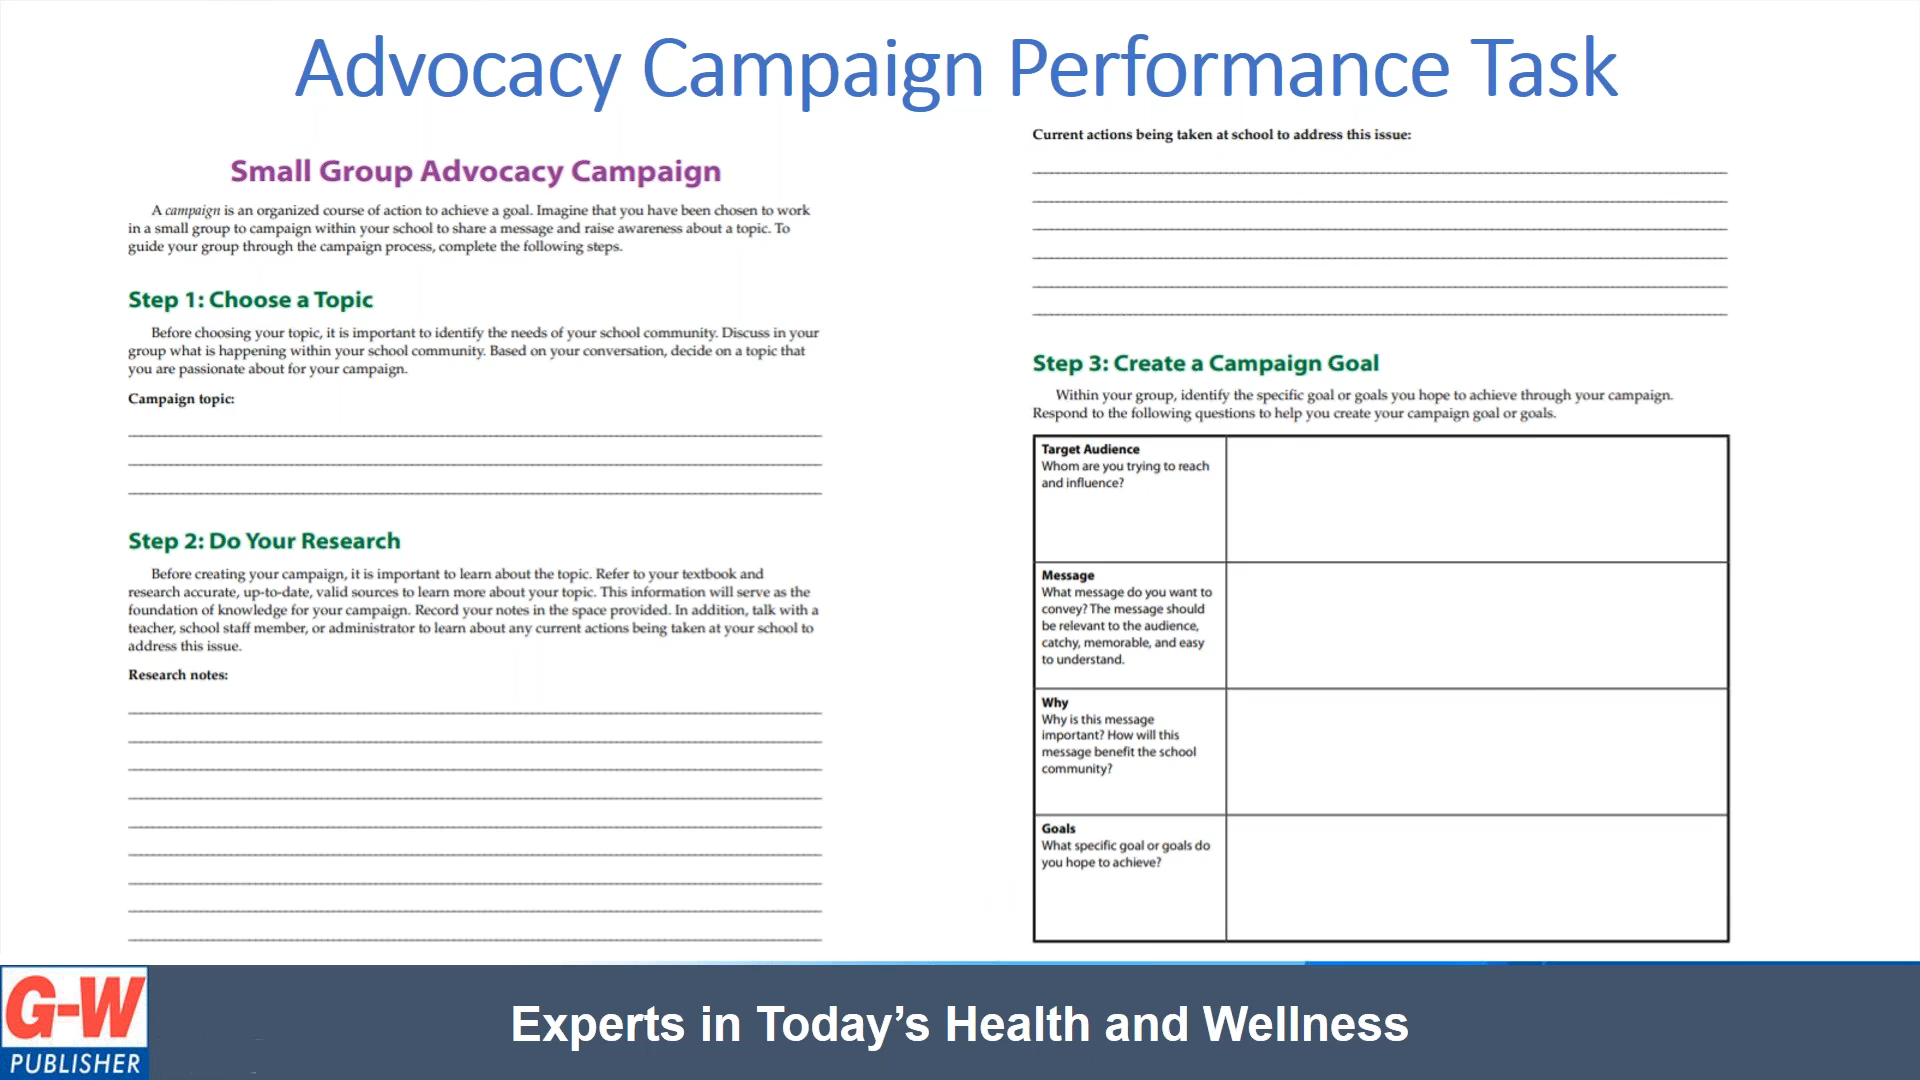 Advocacy Campaign Performance Task
Small Group Advocacy Campaign
A campaign is an organized course of action to achieve a goal. Imagine that you have been chosen to work
in a small group to campaign within your school to share a message and raise awareness about a topic. To
guide your group through the campaign process, complete the following steps.
Step 1: Choose a Topic
Before choosing your topic, it is important to identify the needs of your school community. Discuss in your
group what is happening within your school community. Based on your conversation, decide on a topic that
you are passionate about for your campaign.
Campaign topic:
Step 2: Do Your Research
Before creating your campaign, it is important to learn about the topic. Refer to your textbook and
research accurate, up-to-date, valid sources to learn more about your topic. This information will serve as the
foundation of knowledge for your campaign. Record your notes in the space provided. In addition, talk with a
teacher, school staff member, or administrator to learn about any current actions being taken at your school to
address this issue.
Research notes:
Current actions being taken at school to address this issue:
Step 3: Create a Campaign Goal
Within your group, identify the specific goal or goals you hope to achieve through your campaign.
Respond to the following questions to help you create your campaign goal or goals.
Target Audience
Whom are you trying to reach
and influence?
Message
What message do you want to
convey? The message should
be relevant to the audience,
catchy, memorable, and easy
to understand.
Why
Why is this message
important? How will this
message benefit the school
community?
Goals
What specific goal or goals do
you hope to achieve?
G-W
PUBLISHER
Experts in Today’s Health and Wellness